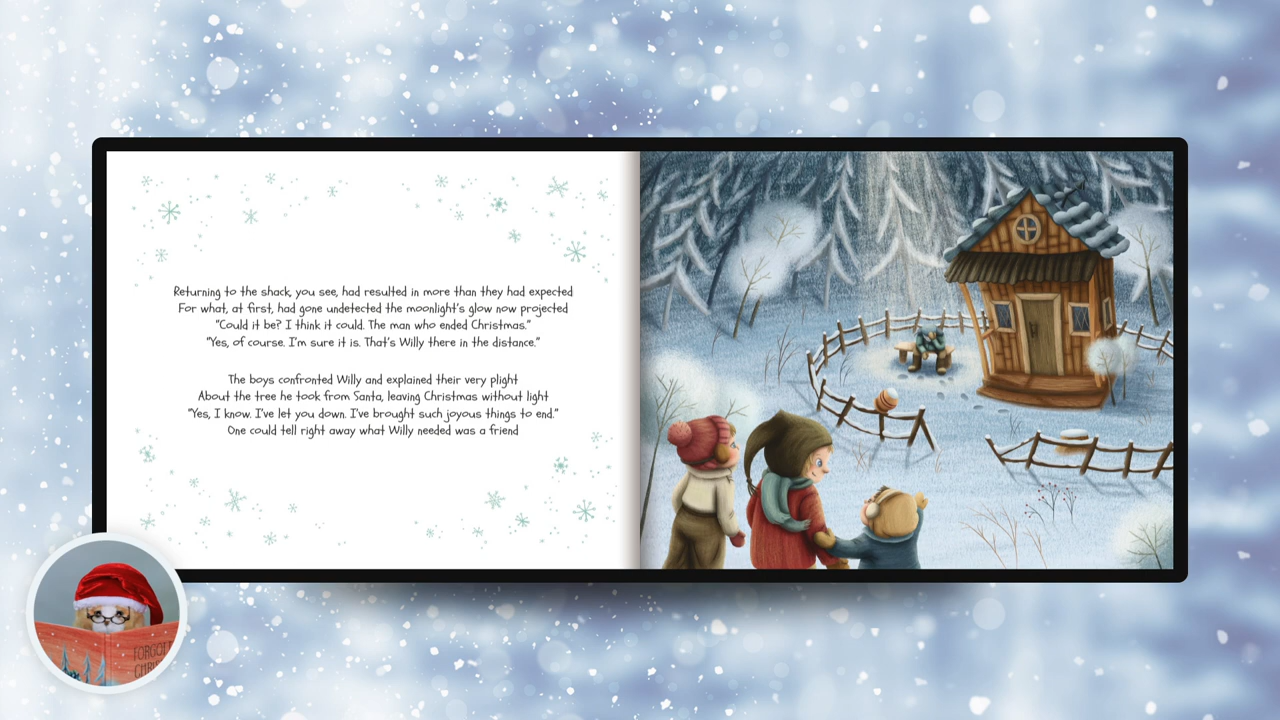 Returning to the shack, you see, had resulted in more than they had expected
For what, at first, had gone undetected the moonlight's glow now projected
"Could it be? I think it could. The man who ended Christmas."
"Yes, of course. I'm sure it is. That's Willy there in the distance."
The boys confronted Willy and explained their very plight
About the tree he took from Santa, leaving Christmas without light
"Yes, I know. I've let you down. I've brought such joyous things to end."
One could tell right away what Willy needed was a friend